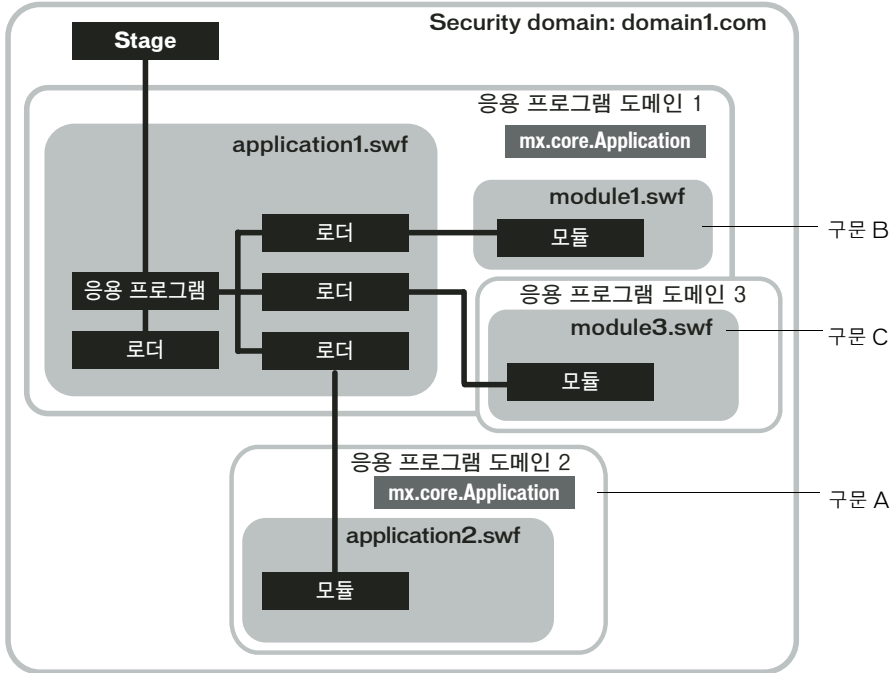 Security domain: domain1.com
Stage
응용 프로그램 도메인 1
mx.core.Application
application1.swf
module1.swf
로더
모듈
구문 B
응용 프로그램
로더
응용 프로그램 도메인 3
module3.swf
구문 C
로더
로더
모듈
응용 프로그램 도메인 2
mx.core.Application
구문 A
application2.swf
모듈